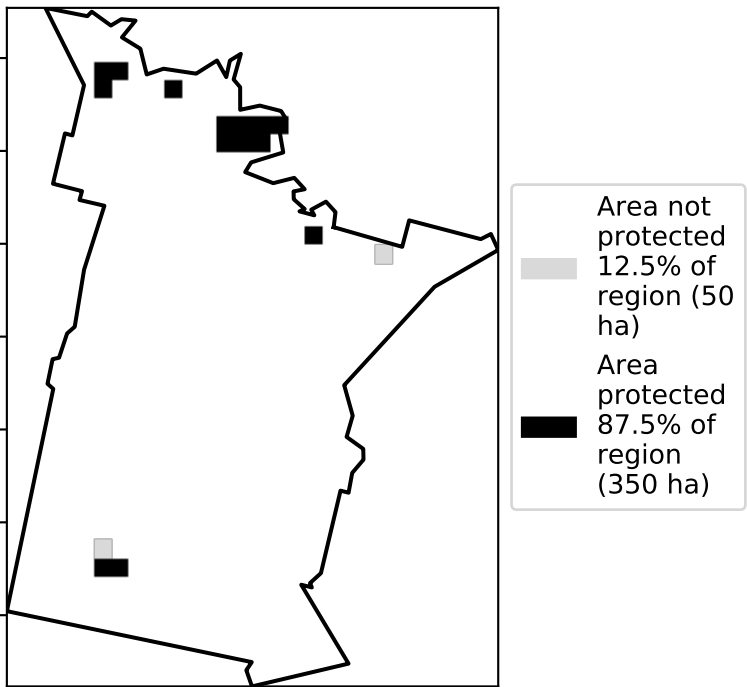 Area not
protected
12.5% of
region (50
ha)
Area
protected
87.5% of
region
(350 ha)